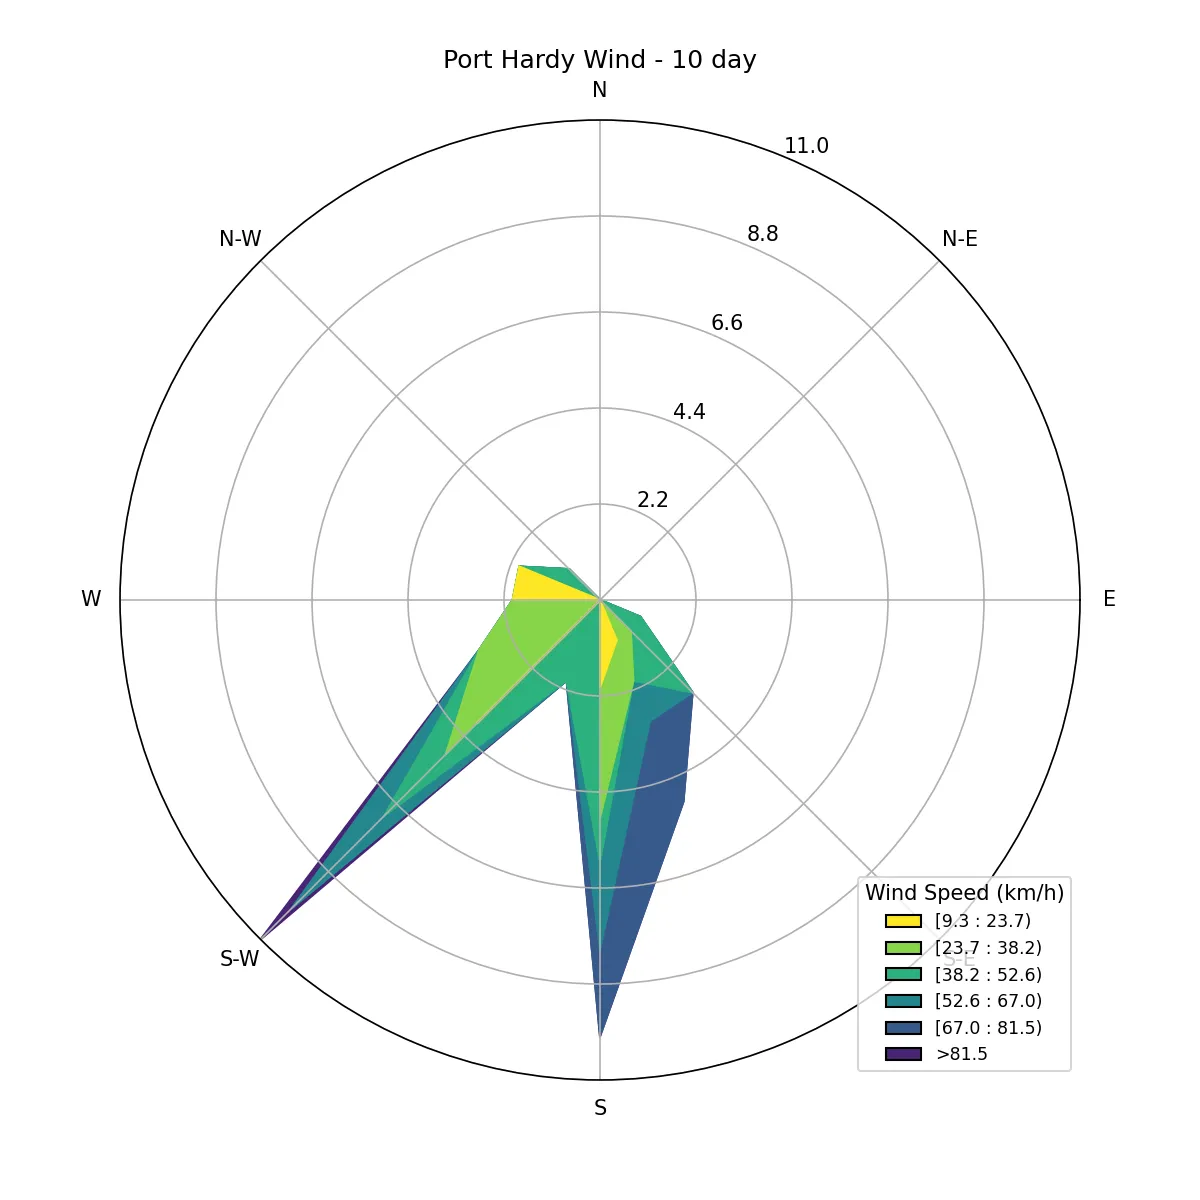 Port Hardy Wind - 10 day
N
11.0
N-W
8.8
N-E
6.6
4.4
2.2
W
E
S-W
S-E
S
Wind Speed (km/h)
[9.3 : 23.7)
[23.7 : 38.2)
[38.2 : 52.6)
[52.6 : 67.0)
[67.0 : 81.5)
>81.5